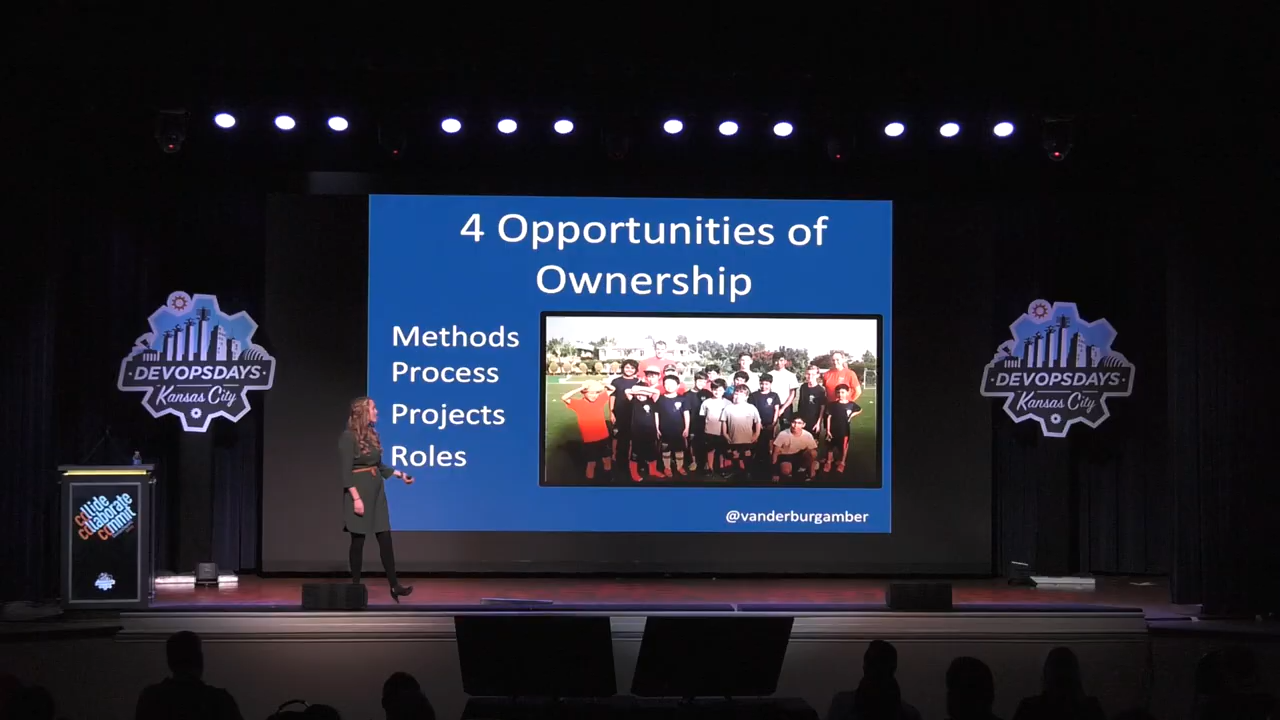 4 Opportunities of
Ownership
Methods
Process
Projects
Roles
@vanderburgamber
DEVOPSDAYS
Kansas City
DEVOPSDAYS
Kansas City
collide
collaborate
commit